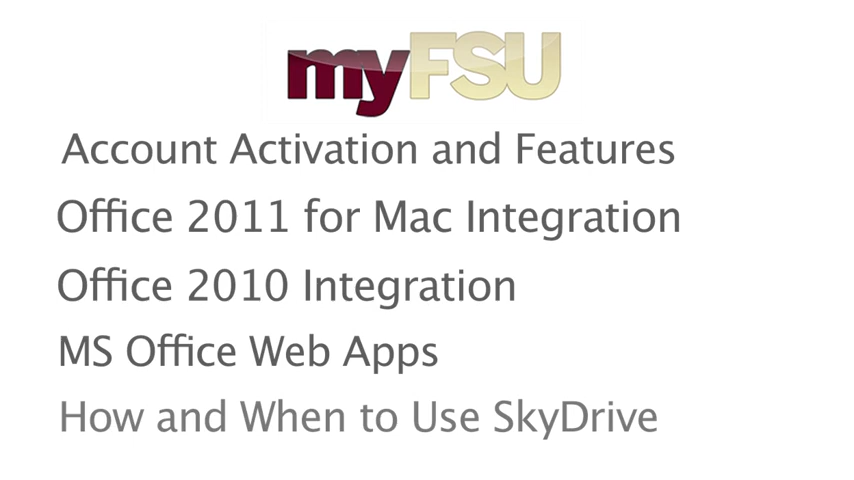 myFSU
Account Activation and Features
Office 2011 for Mac Integration
Office 2010 Integration
MS Office Web Apps
How and When to Use SkyDrive